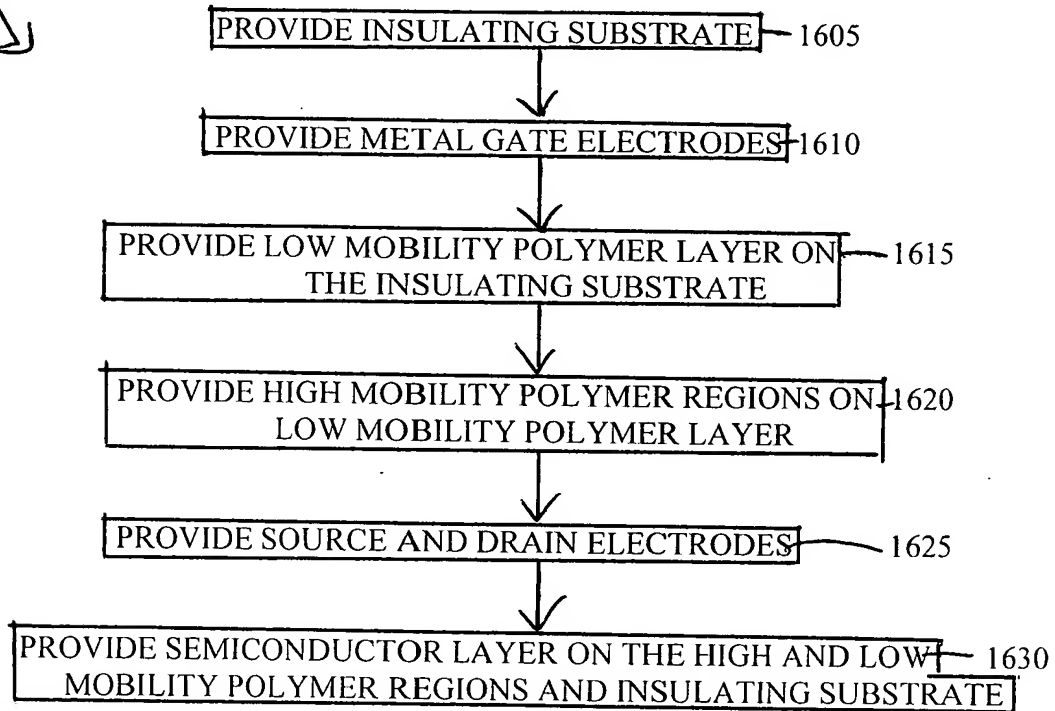 PROVIDE INSULATING SUBSTRATE 1605
PROVIDE METAL GATE ELECTRODES 1610
PROVIDE LOW MOBILITY POLYMER LAYER ON 1615
THE INSULATING SUBSTRATE
PROVIDE HIGH MOBILITY POLYMER REGIONS ON 1620
LOW MOBILITY POLYMER LAYER
PROVIDE SOURCE AND DRAIN ELECTRODES 1625
PROVIDE SEMICONDUCTOR LAYER ON THE HIGH AND LOW 1630
MOBILITY POLYMER REGIONS AND INSULATING SUBSTRATE